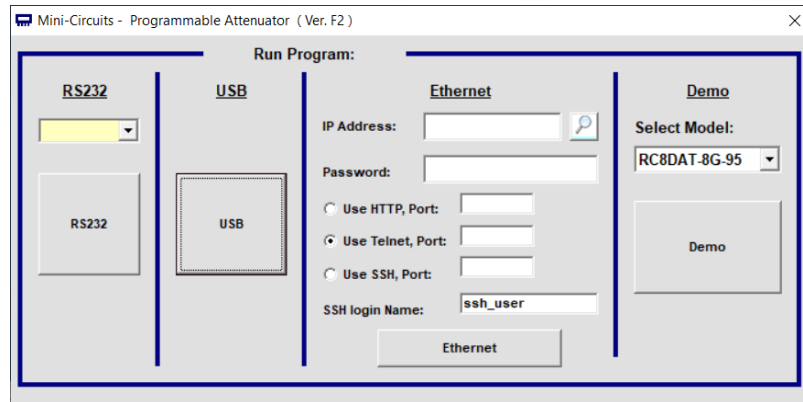 Mini-Circuits - Programmable Attenuator ( Ver. F2 )
Run Program:
RS232
RS232
USB
USB
Ethernet
IP Address:
Password:
Use HTTP, Port:
Use Telnet, Port:
Use SSH, Port:
SSH login Name: ssh_user
Ethernet
Demo
Select Model:
RC8DAT-8G-95
Demo